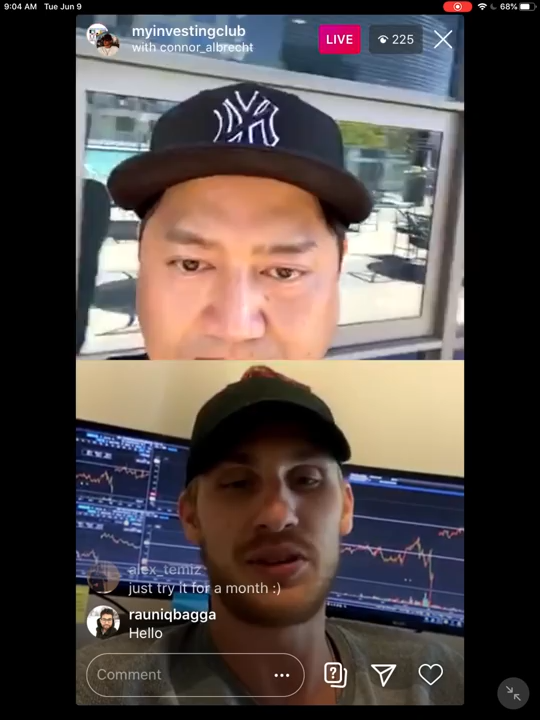 9:04 AM Tue Jun 9
68%
myinvestingclub
with connor_albrecht
LIVE
225
NY
alex_temiz
just try it for a month :)
rauniqbagga
Hello
Comment